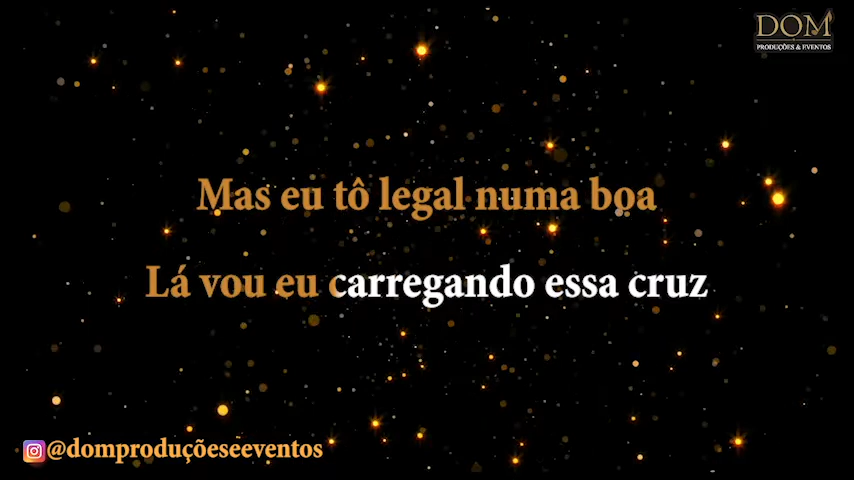 DOM
PRODUÇÕES & EVENTOS
Mas eu tô legal numa boa
Lá vou eu carregando essa cruz
@domproduçõeseeventos